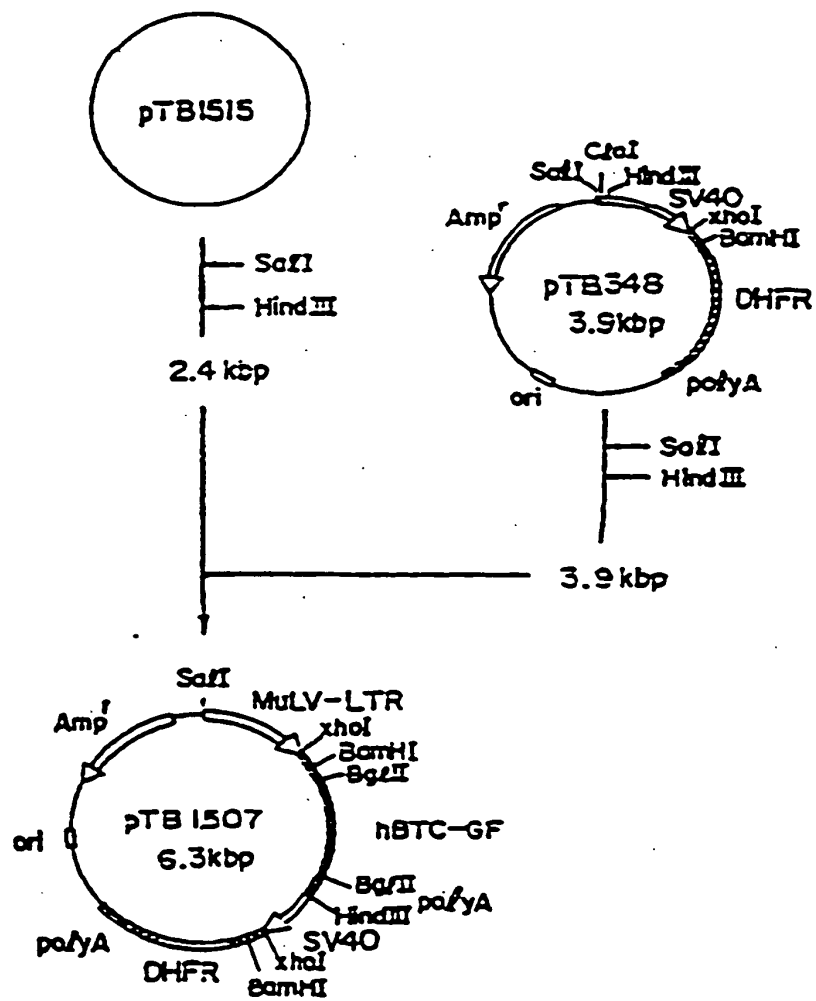 pTB1515
SalI
HindIII
2.4 kbp
ClaI
SalI
HindIII
SV40
xhoI
BamHI
Amp^r
pTB348
3.9kbp
DHFR
polyA
ori
SalI
HindIII
3.9 kbp
SalI
MuLV-LTR
Amp^r
xhoI
BamHI
BglII
pTB1507
6.3kbp
hBTC-GF
ori
BglII
HindIII
polyA
SV40
polyA
xhoI
DHFR
BamHI